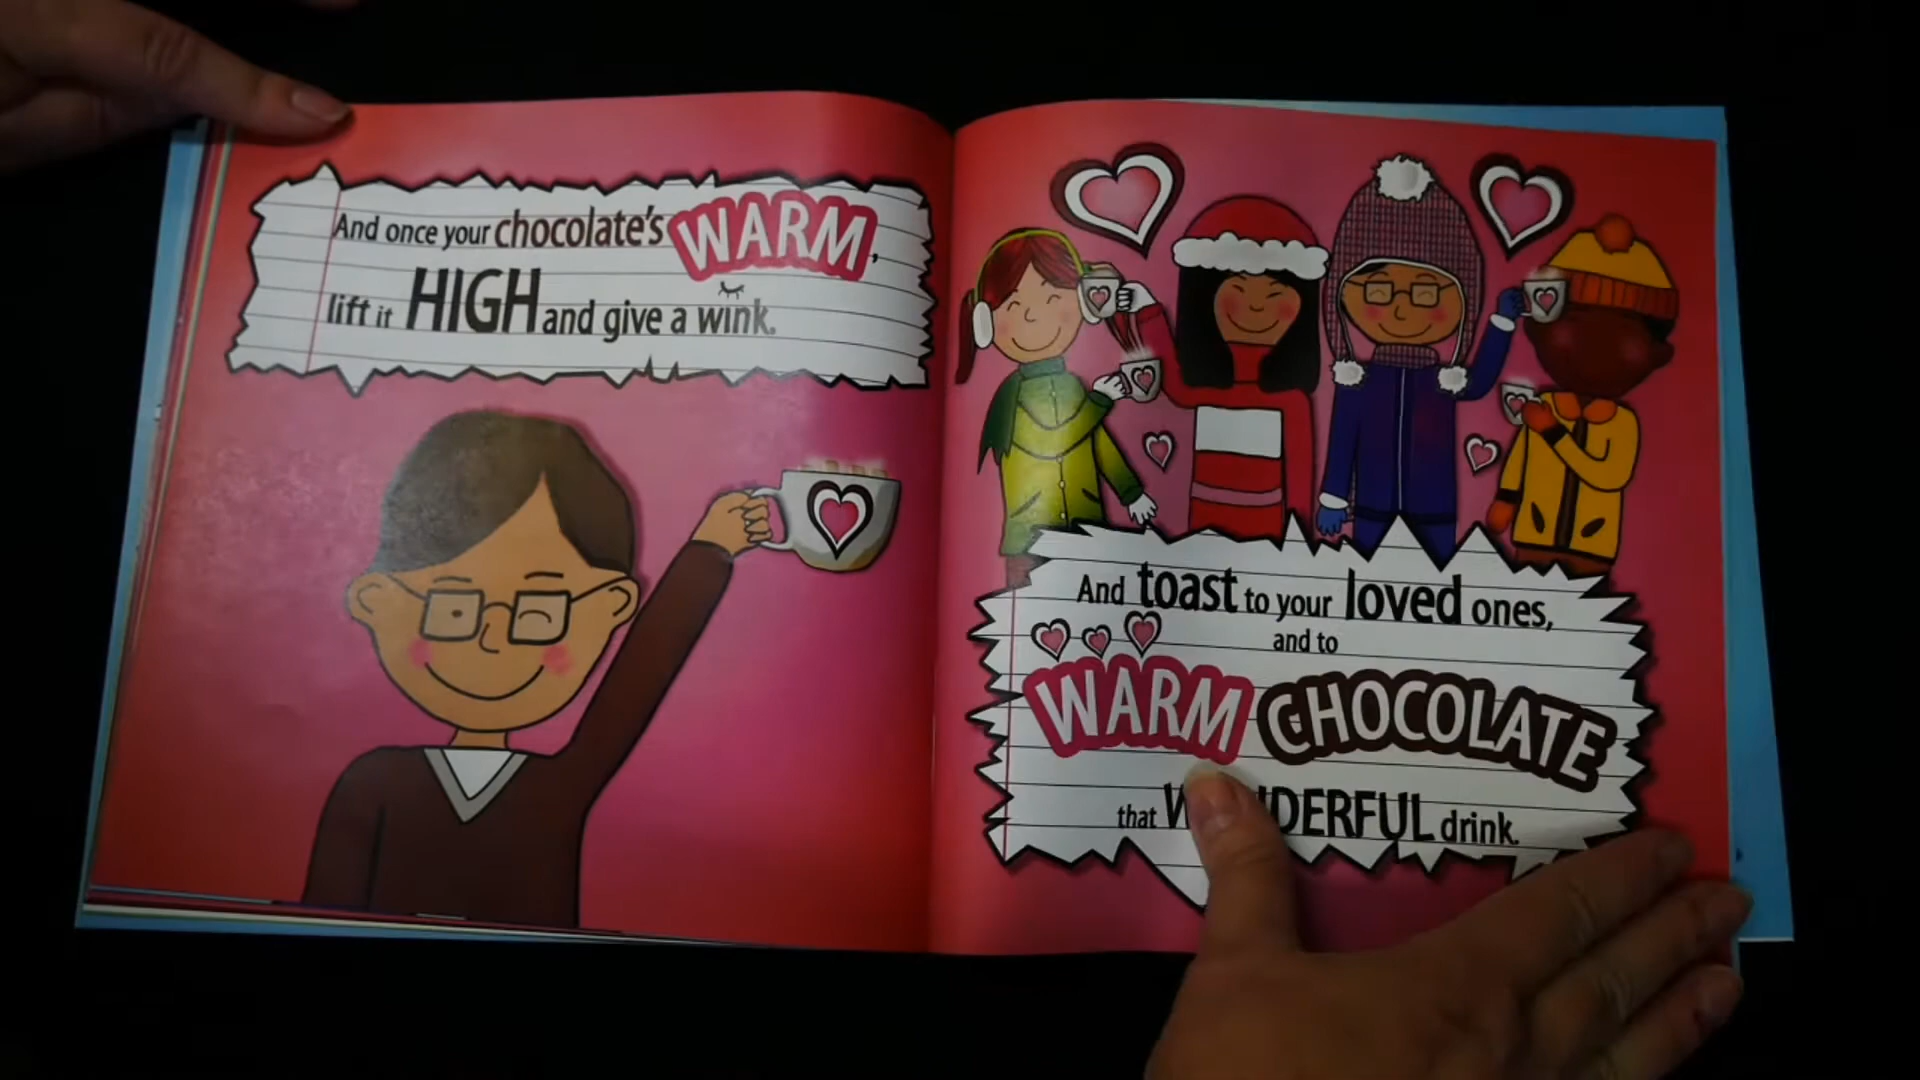 And once your chocolate's WARM,
lift it HIGH and give a wink.
And toast to your loved ones,
and to
WARM CHOCOLATE
that drink.